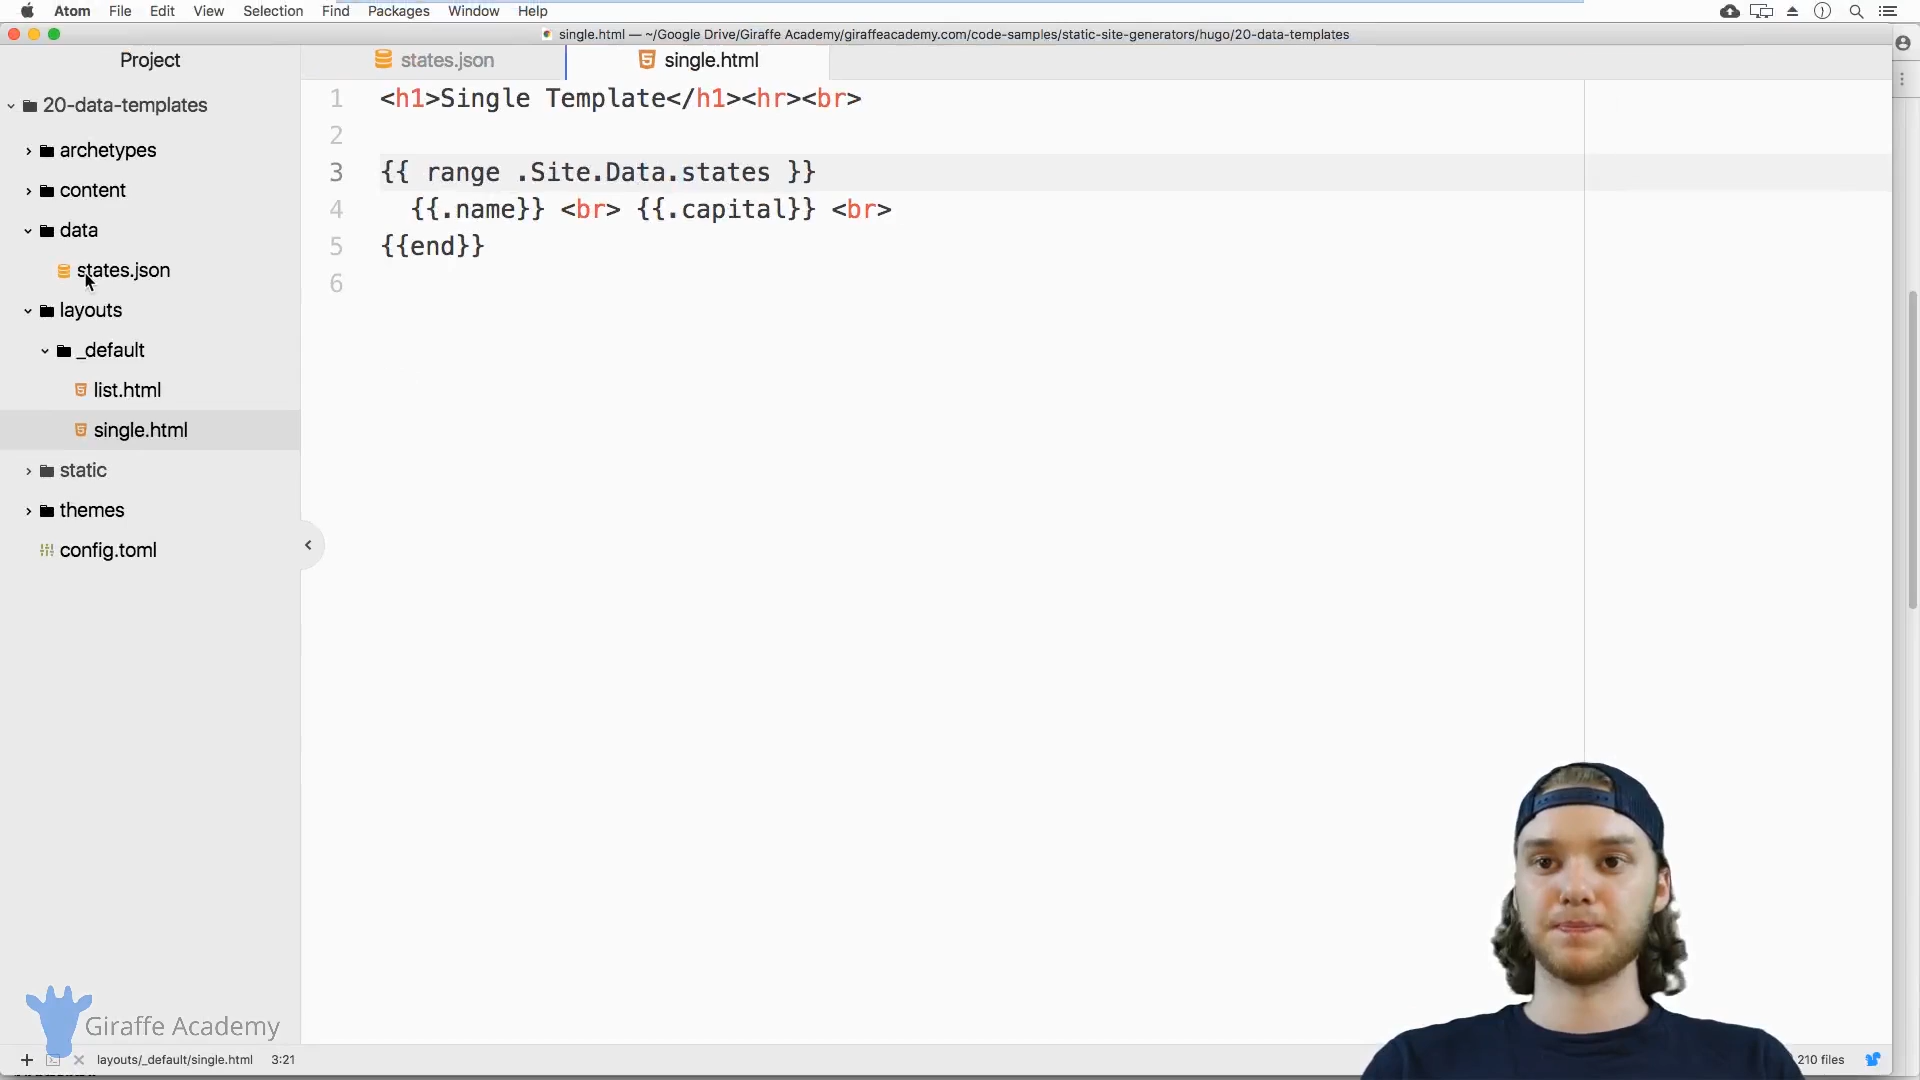 Atom File Edit View Selection Find Packages Window Help
single.html — ~/Google Drive/Giraffe Academy/giraffeacademy.com/code-samples/static-site-generators/hugo/20-data-templates
Project
states.json
single.html
20-data-templates
archetypes
content
data
states.json
layouts
_default
list.html
single.html
static
themes
config.toml
1 <h1>Single Template</h1><hr><br>
2
3 {{ range .Site.Data.states }}
4 {{.name}} <br> {{.capital}} <br>
5 {{end}}
6
Giraffe Academy
layouts/_default/single.html 3:21
210 files